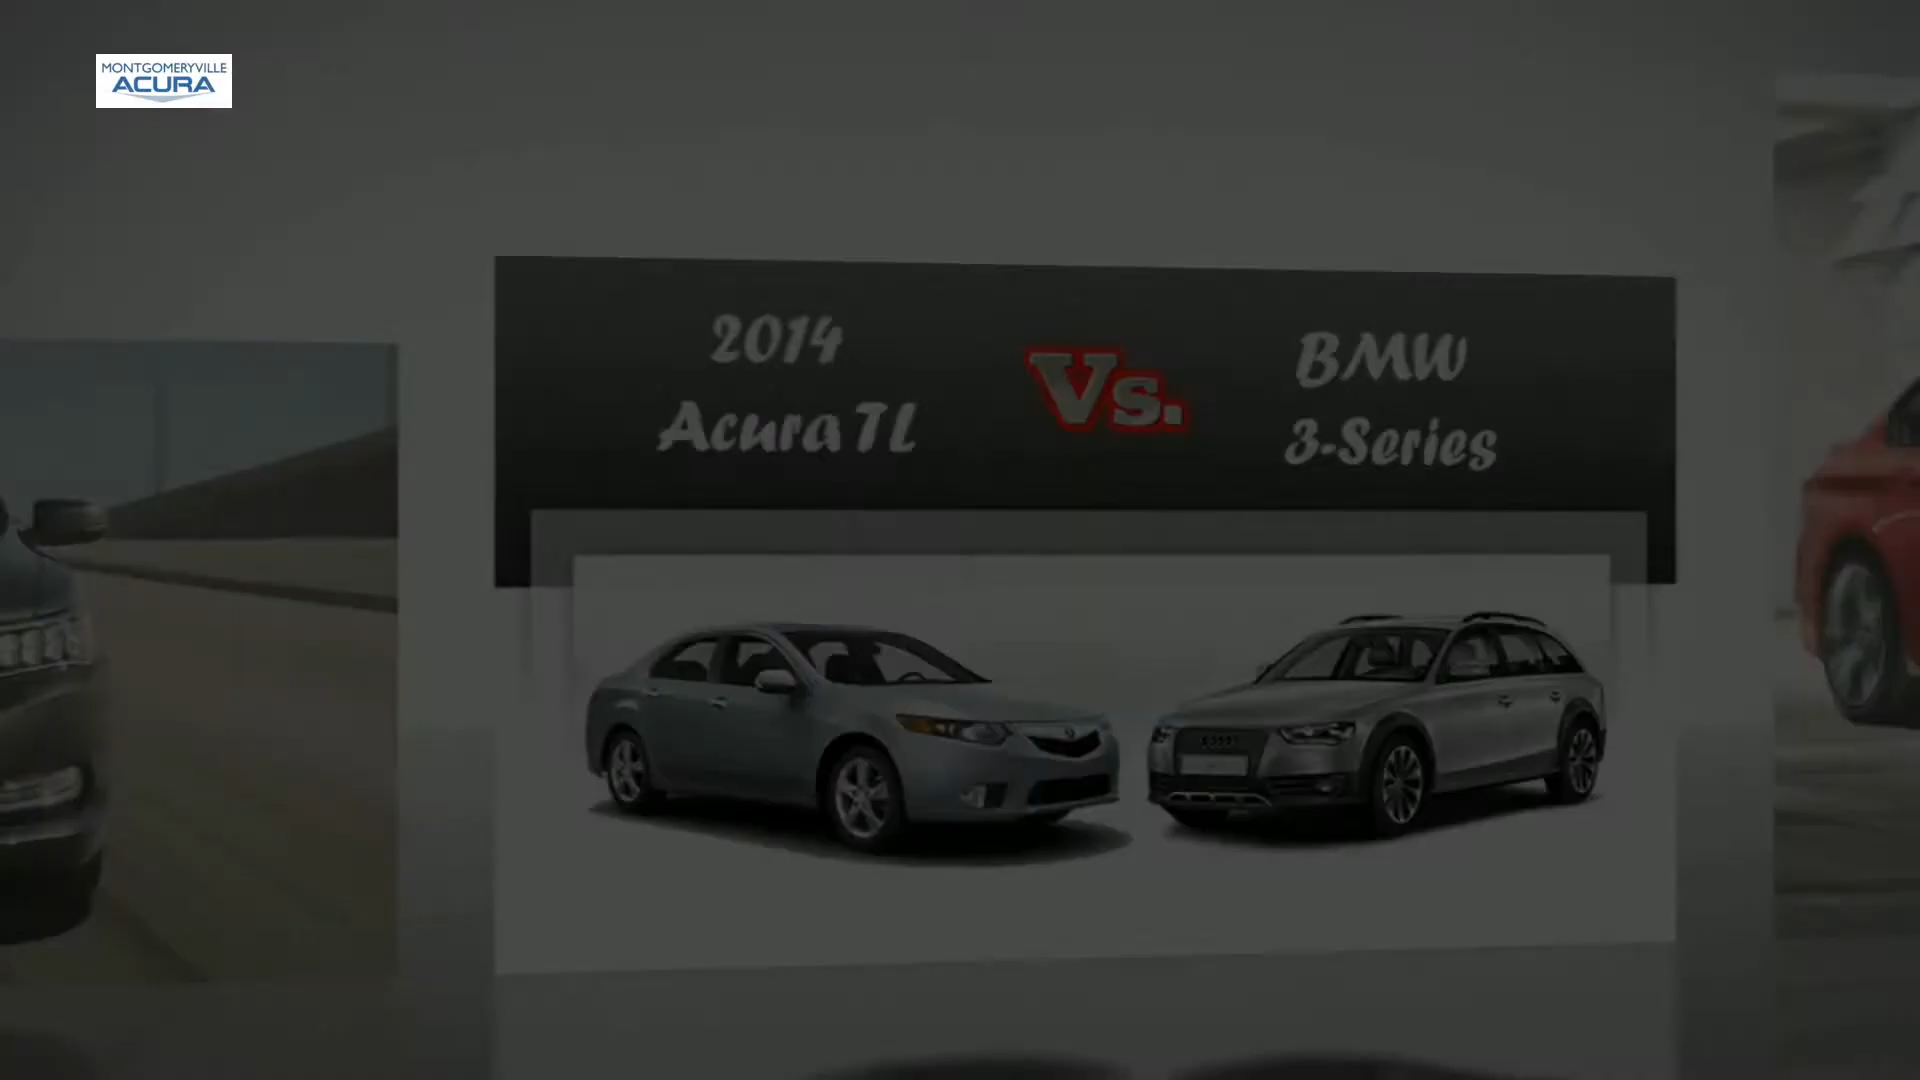 MONTGOMERYVILLE
ACURA
2014
Acura TL
Vs.
BMW
3-Series